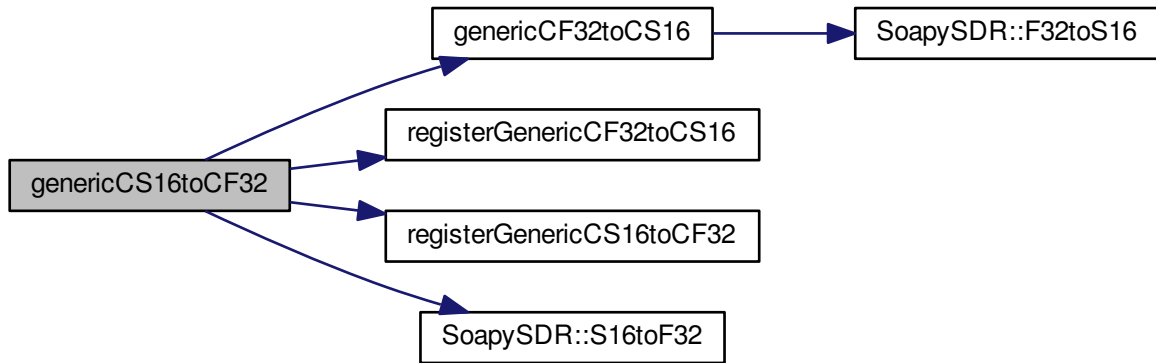 genericCF32toCS16
SoapySDR::F32toS16
registerGenericCF32toCS16
genericCS16toCF32
registerGenericCS16toCF32
SoapySDR::S16toF32